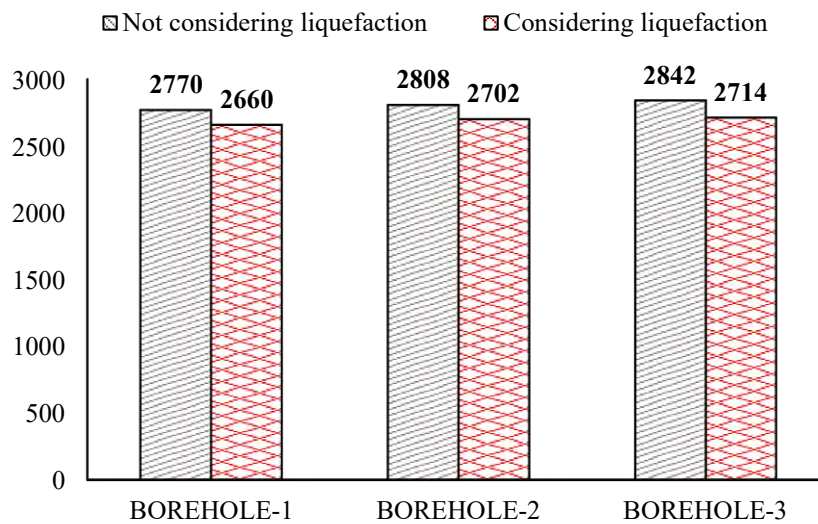 Not considering liquefaction Considering liquefaction
3000
2770 2660 2808 2702 2842 2714
2500
2000
1500
1000
500
0
BOREHOLE-1 BOREHOLE-2 BOREHOLE-3